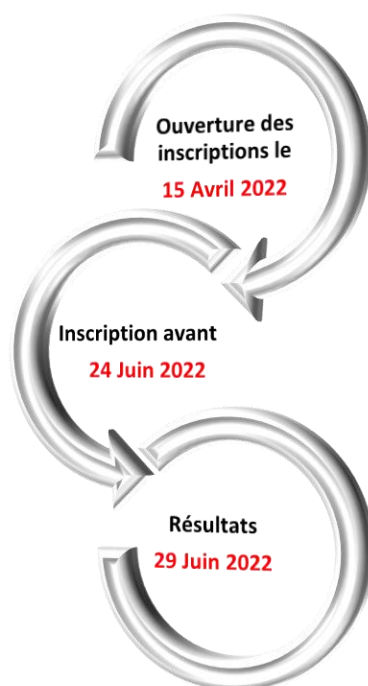 Ouverture des
inscriptions le
15 Avril 2022
Inscription avant
24 Juin 2022
Résultats
29 Juin 2022